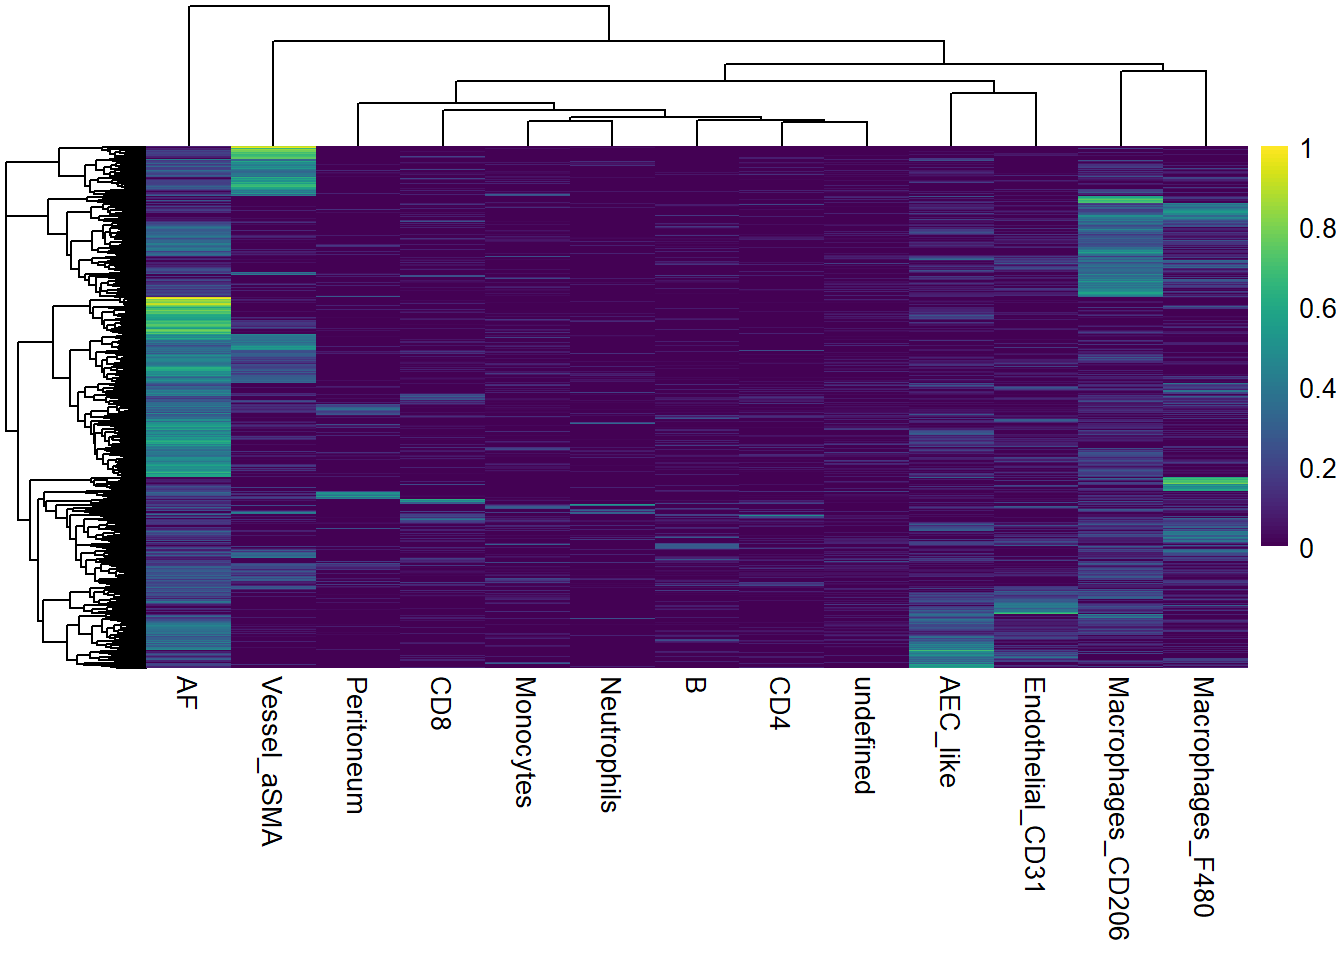 1
0.8
0.6
0.4
0.2
0
AF
Vessel_aSMA
Peritoneum
CD8
Monocytes
Neutrophils
B
CD4
undefined
AEC_like
Endothelial_CD31
Macrophages_CD206
Macrophages_F480